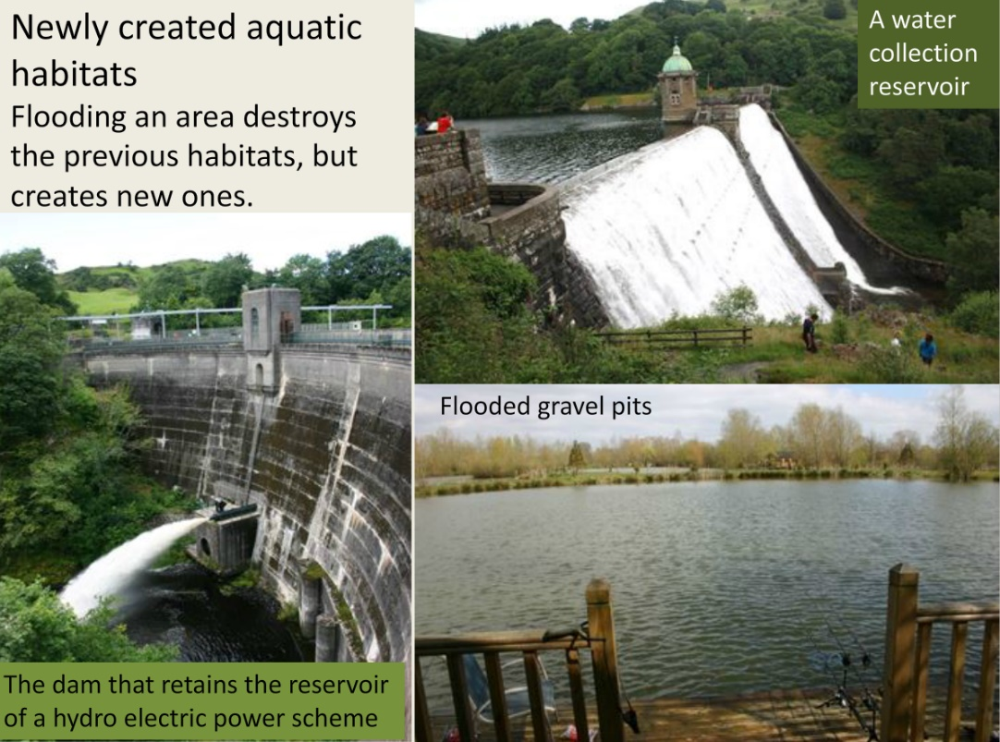 Newly created aquatic
habitats
Flooding an area destroys
the previous habitats, but
creates new ones.
A water
collection
reservoir
Flooded gravel pits
The dam that retains the reservoir
of a hydro electric power scheme